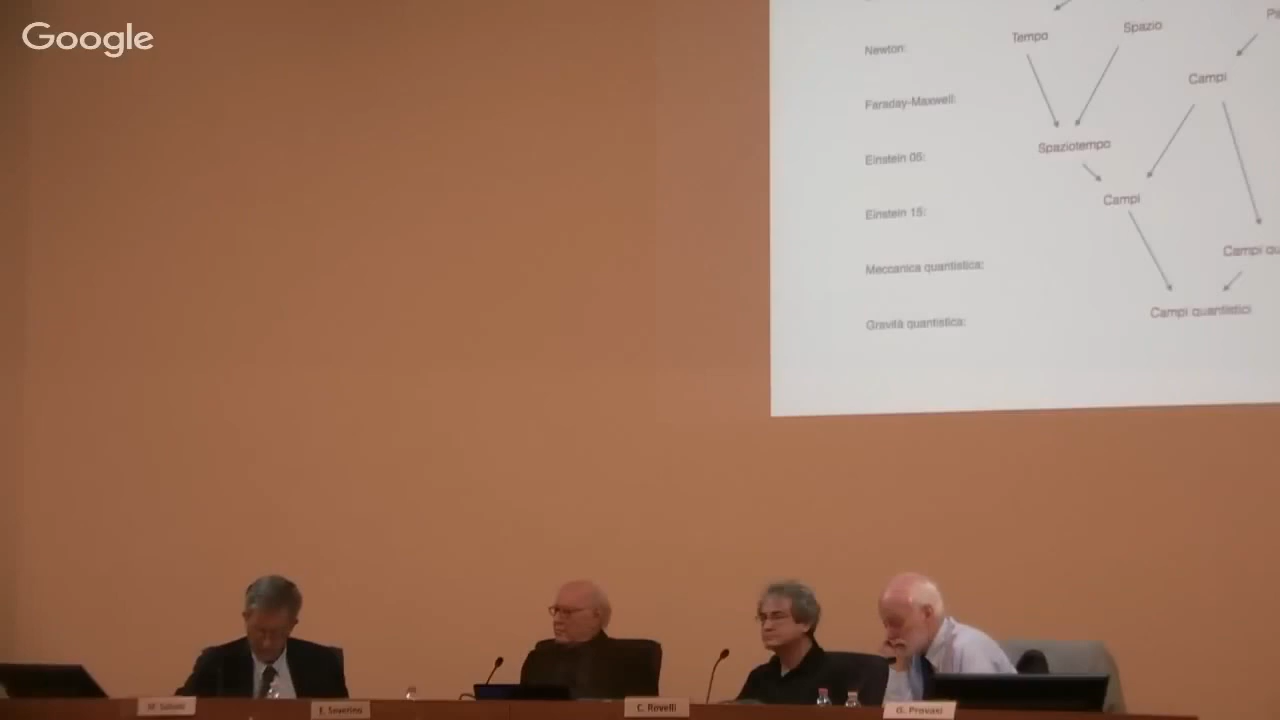 Google
Newton:
Tempo
Spazio
Campi
Faraday-Maxwell:
Einstein 05:
Spaziotempo
Einstein 15:
Campi
Meccanica quantistica:
Campi
Gravità quantistica:
Campi quantistici
E. Severino
C. Rovelli
G. Provasi